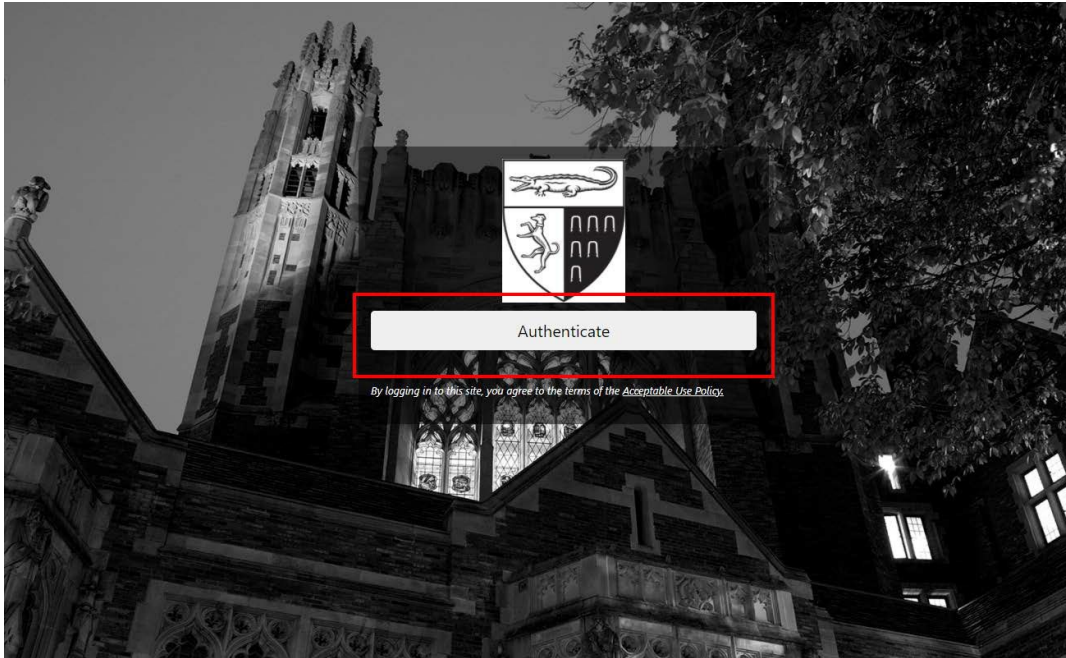 Authenticate
By logging in to this site, you agree to the terms of the Acceptable Use Policy.